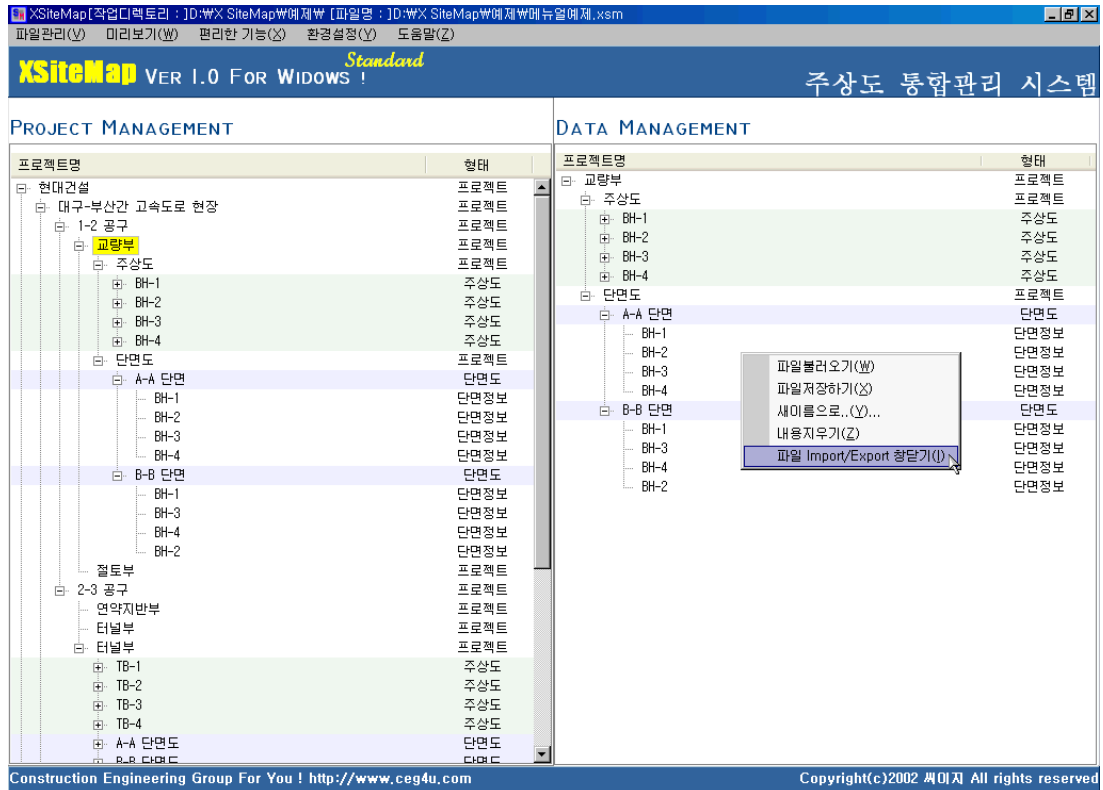 XSiteMap[작업디렉토리 : ]D:₩X SiteMap₩예제₩ [파일명 : ]D:₩X SiteMap₩예제₩메뉴얼예제.xsm
파일관리(V) 미리보기(W) 편리한 기능(X) 환경설정(Y) 도움말(Z)
Standard
XSiteMap VER 1.0 FOR WIDOWS !
주상도 통합관리 시스템
PROJECT MANAGEMENT
프로젝트명 형태
현대건설 프로젝트
대구-부산간 고속도로 현장 프로젝트
1-2 공구 프로젝트
교량부 프로젝트
주상도 프로젝트
BH-1 주상도
BH-2 주상도
BH-3 주상도
BH-4 주상도
단면도 프로젝트
A-A 단면 단면도
BH-1 단면정보
BH-2 단면정보
BH-3 단면정보
BH-4 단면정보
B-B 단면 단면도
BH-1 단면정보
BH-3 단면정보
BH-4 단면정보
BH-2 단면정보
절토부 프로젝트
2-3 공구 프로젝트
연약지반부 프로젝트
터널부 프로젝트
터널부 프로젝트
TB-1 주상도
TB-2 주상도
TB-3 주상도
TB-4 주상도
A-A 단면도 단면도
B-B 단면도 단면도
DATA MANAGEMENT
프로젝트명 형태
교량부 프로젝트
주상도 프로젝트
BH-1 주상도
BH-2 주상도
BH-3 주상도
BH-4 주상도
단면도 프로젝트
A-A 단면 단면도
BH-1 단면정보
BH-2 단면정보
BH-3 단면정보
BH-4 단면정보
B-B 단면 단면도
BH-1 단면정보
BH-3 단면정보
BH-4 단면정보
BH-2 단면정보
파일불러오기(W)
파일저장하기(X)
새이름으로..(Y)...
내용지우기(Z)
파일 Import/Export 창닫기(I)
Construction Engineering Group For You ! http://www.ceg4u.com
Copyright(c)2002 씨이지 All rights reserved